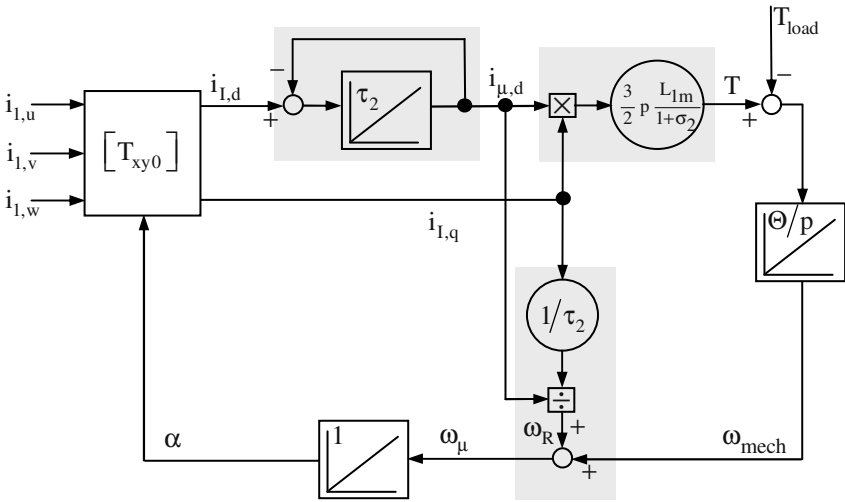 T_load
i_I,d
i_μ,d
T
−
−
+
+
i_1,u
i_1,v
i_1,w
[T_xy0]
τ_2
×
3/2 p L_1m/1+σ_2
i_I,q
Θ/p
1/τ_2
÷
α
1
ω_μ
ω_R
+
+
ω_mech